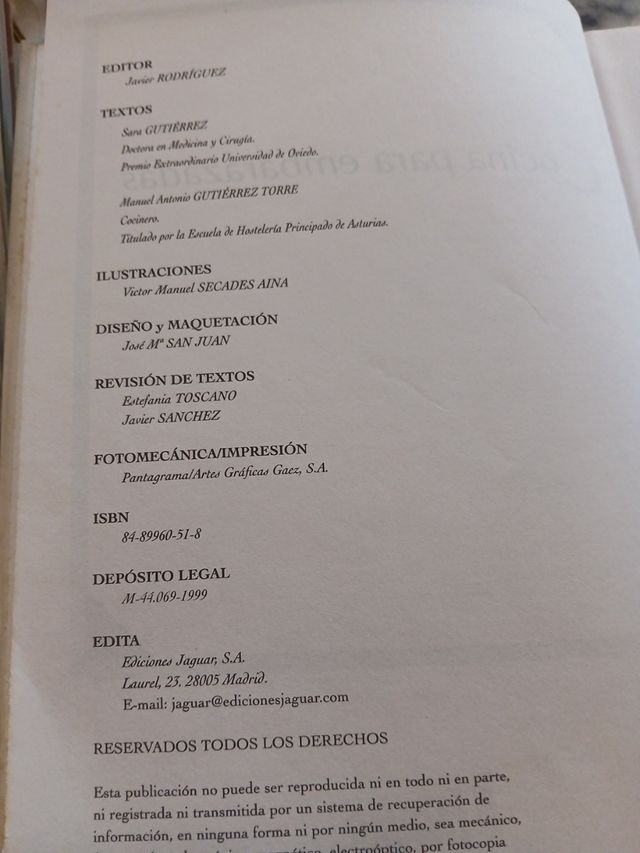 EDITOR
Javier RODRÍGUEZ
TEXTOS
Sara GUTIÉRREZ
Doctora en Medicina y Cirugía.
Premio Extraordinario Universidad de Oviedo.
Manuel Antonio GUTIÉRREZ TORRE
Cocinero.
Titulado por la Escuela de Hostelería Principado de Asturias.
ILUSTRACIONES
Victor Manuel SECADES AINA
DISEÑO y MAQUETACIÓN
José Mª SAN JUAN
REVISIÓN DE TEXTOS
Estefania TOSCANO
Javier SANCHEZ
FOTOMECÁNICA/IMPRESIÓN
Pantagrama/Artes Gráficas Gaez, S.A.
ISBN
84-89960-51-8
DEPÓSITO LEGAL
M-44.069-1999
EDITA
Ediciones Jaguar, S.A.
Laurel, 23. 28005 Madrid.
E-mail: jaguar@edicionesjaguar.com
RESERVADOS TODOS LOS DERECHOS
Esta publicación no puede ser reproducida ni en todo ni en parte,
ni registrada ni transmitida por un sistema de recuperación de
información, en ninguna forma ni por ningún medio, sea mecánico,
electroóptico, por fotocopia